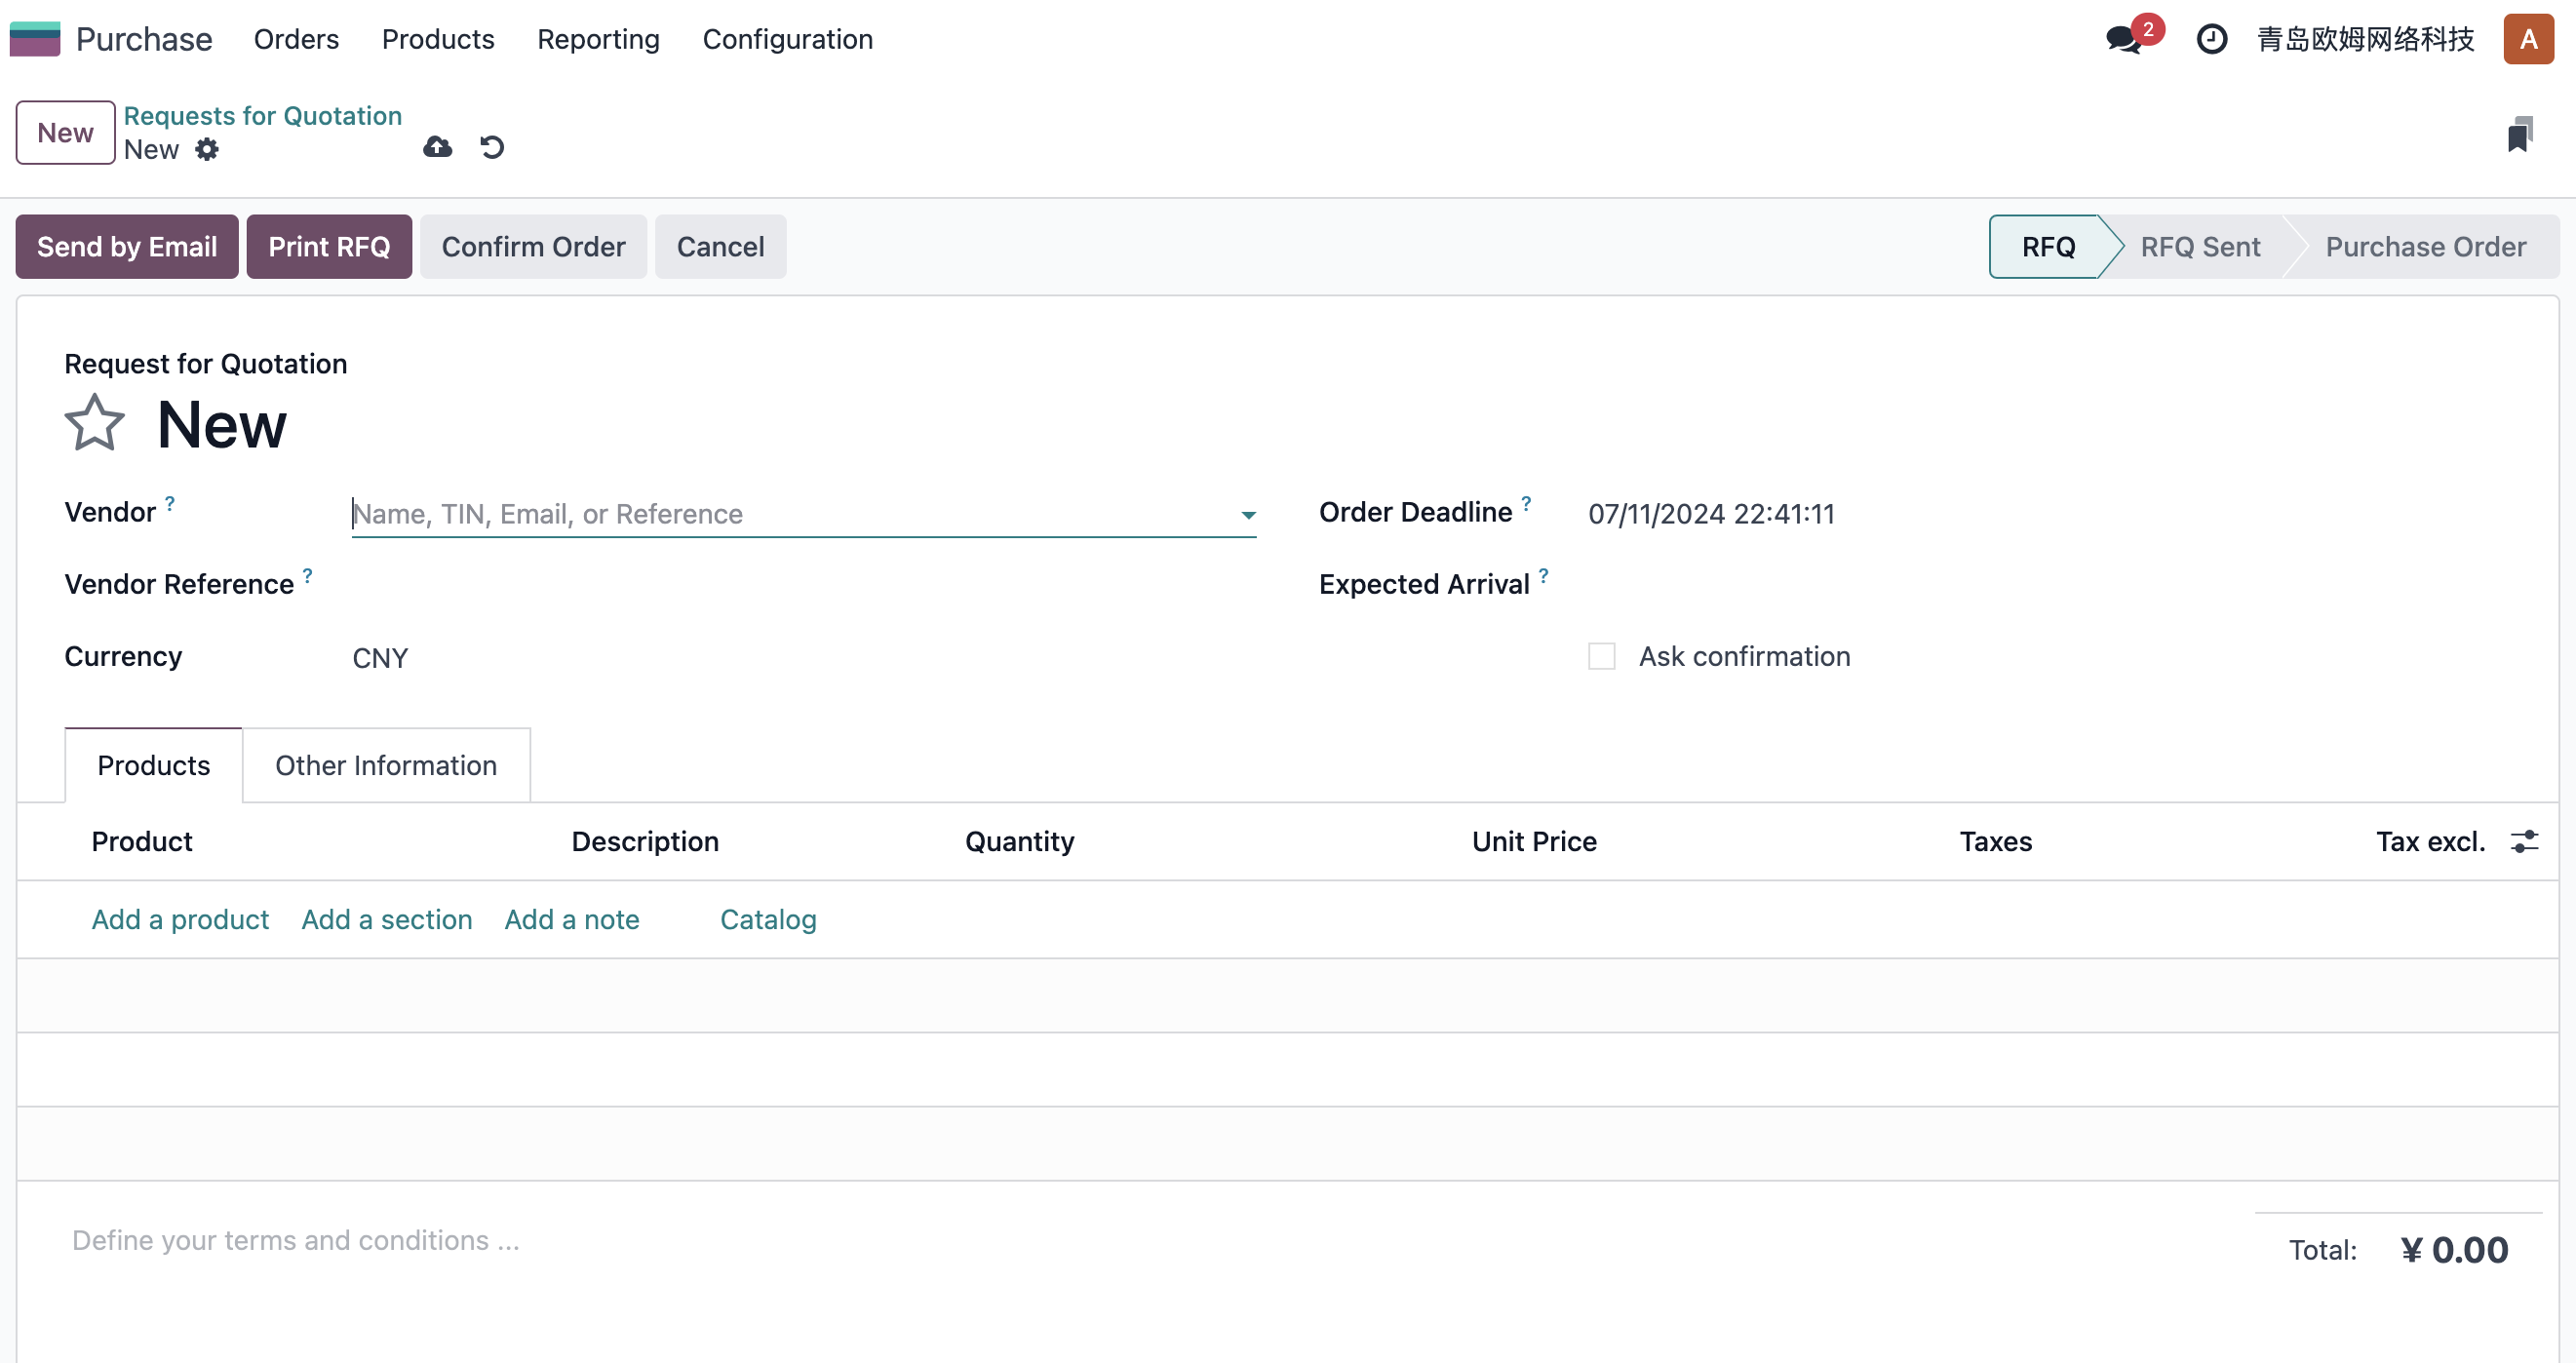 Purchase Orders Products Reporting Configuration 2 青岛欧姆网络科技 A
New Requests for Quotation
New
Send by Email Print RFQ Confirm Order Cancel RFQ RFQ Sent Purchase Order
Request for Quotation
New
Vendor ? Name, TIN, Email, or Reference Order Deadline ? 07/11/2024 22:41:11
Vendor Reference ? Expected Arrival ?
Currency CNY Ask confirmation
Products Other Information
Product Description Quantity Unit Price Taxes Tax excl.
Add a product Add a section Add a note Catalog
Define your terms and conditions ...
Total: ¥ 0.00